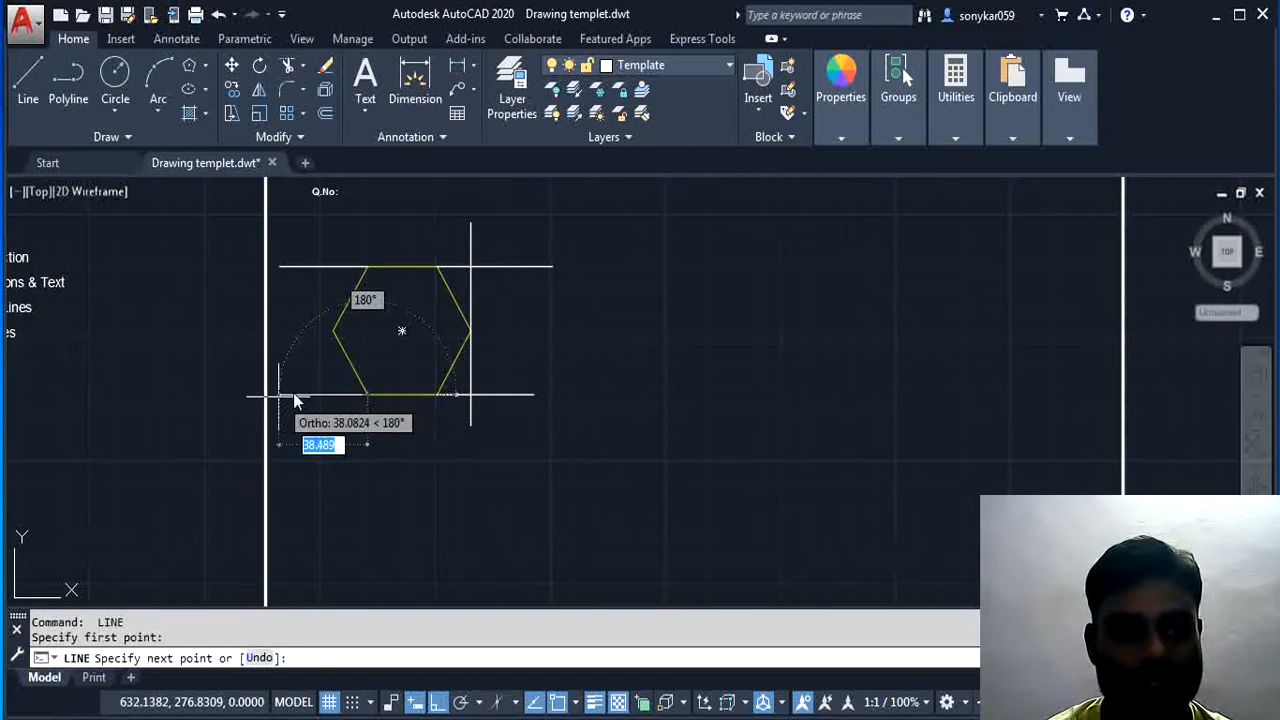 Autodesk AutoCAD 2020 Drawing templet.dwt
Type a keyword or phrase
sonykar059
Home Insert Annotate Parametric View Manage Output Add-ins Collaborate Featured Apps Express Tools
Template
Line Polyline Circle Arc Text Dimension Layer Properties Insert Properties Groups Utilities Clipboard View
Draw Modify Annotation Layers Block
Start Drawing templet.dwt*
[−][Top][2D Wireframe]
Q.No:
N
W TOP E
S
Unnamed
tion
ons & Text
Lines
es
180°
Ortho: 38.0824 < 180°
38.489
Y
X
Command: LINE
Specify first point:
LINE Specify next point or [Undo]:
Model Print
632.1382, 276.8309, 0.0000 MODEL 1:1 / 100%